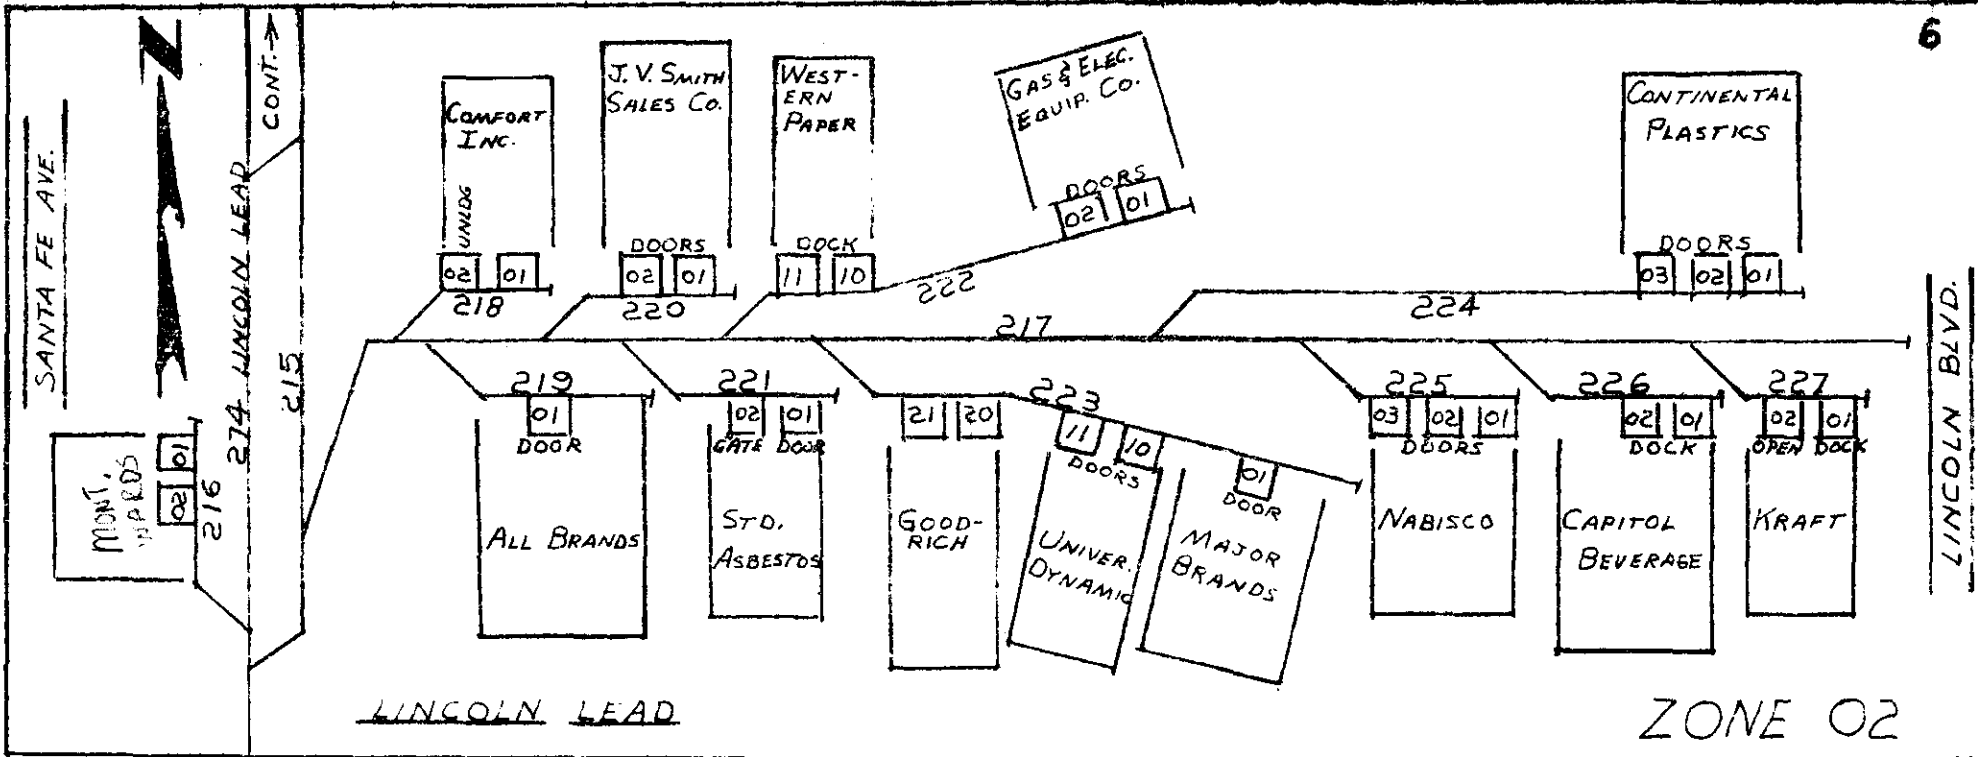 6
N
SANTA FE AVE.
CONT.→
274 LINCOLN LEAD
215
MONT.
WARDS
01
02
216
COMFORT
INC.
UNLDG
02 01
218
J.V. SMITH
SALES CO.
DOORS
02 01
220
WEST-
ERN
PAPER
DOCK
11 10
222
GAS & ELEC.
EQUIP. CO.
DOORS
02 01
CONTINENTAL
PLASTICS
DOORS
03 02 01
224
217
219
01
DOOR
ALL BRANDS
221
02 01
GATE DOOR
STD.
ASBESTOS
223
21 20
GOOD-
RICH
11 10
DOORS
UNIVER.
DYNAMIC
01
DOOR
MAJOR
BRANDS
225
03 02 01
DOORS
NABISCO
226
02 01
DOCK
CAPITOL
BEVERAGE
227
02 01
OPEN DOCK
KRAFT
LINCOLN BLVD.
LINCOLN LEAD
ZONE 02